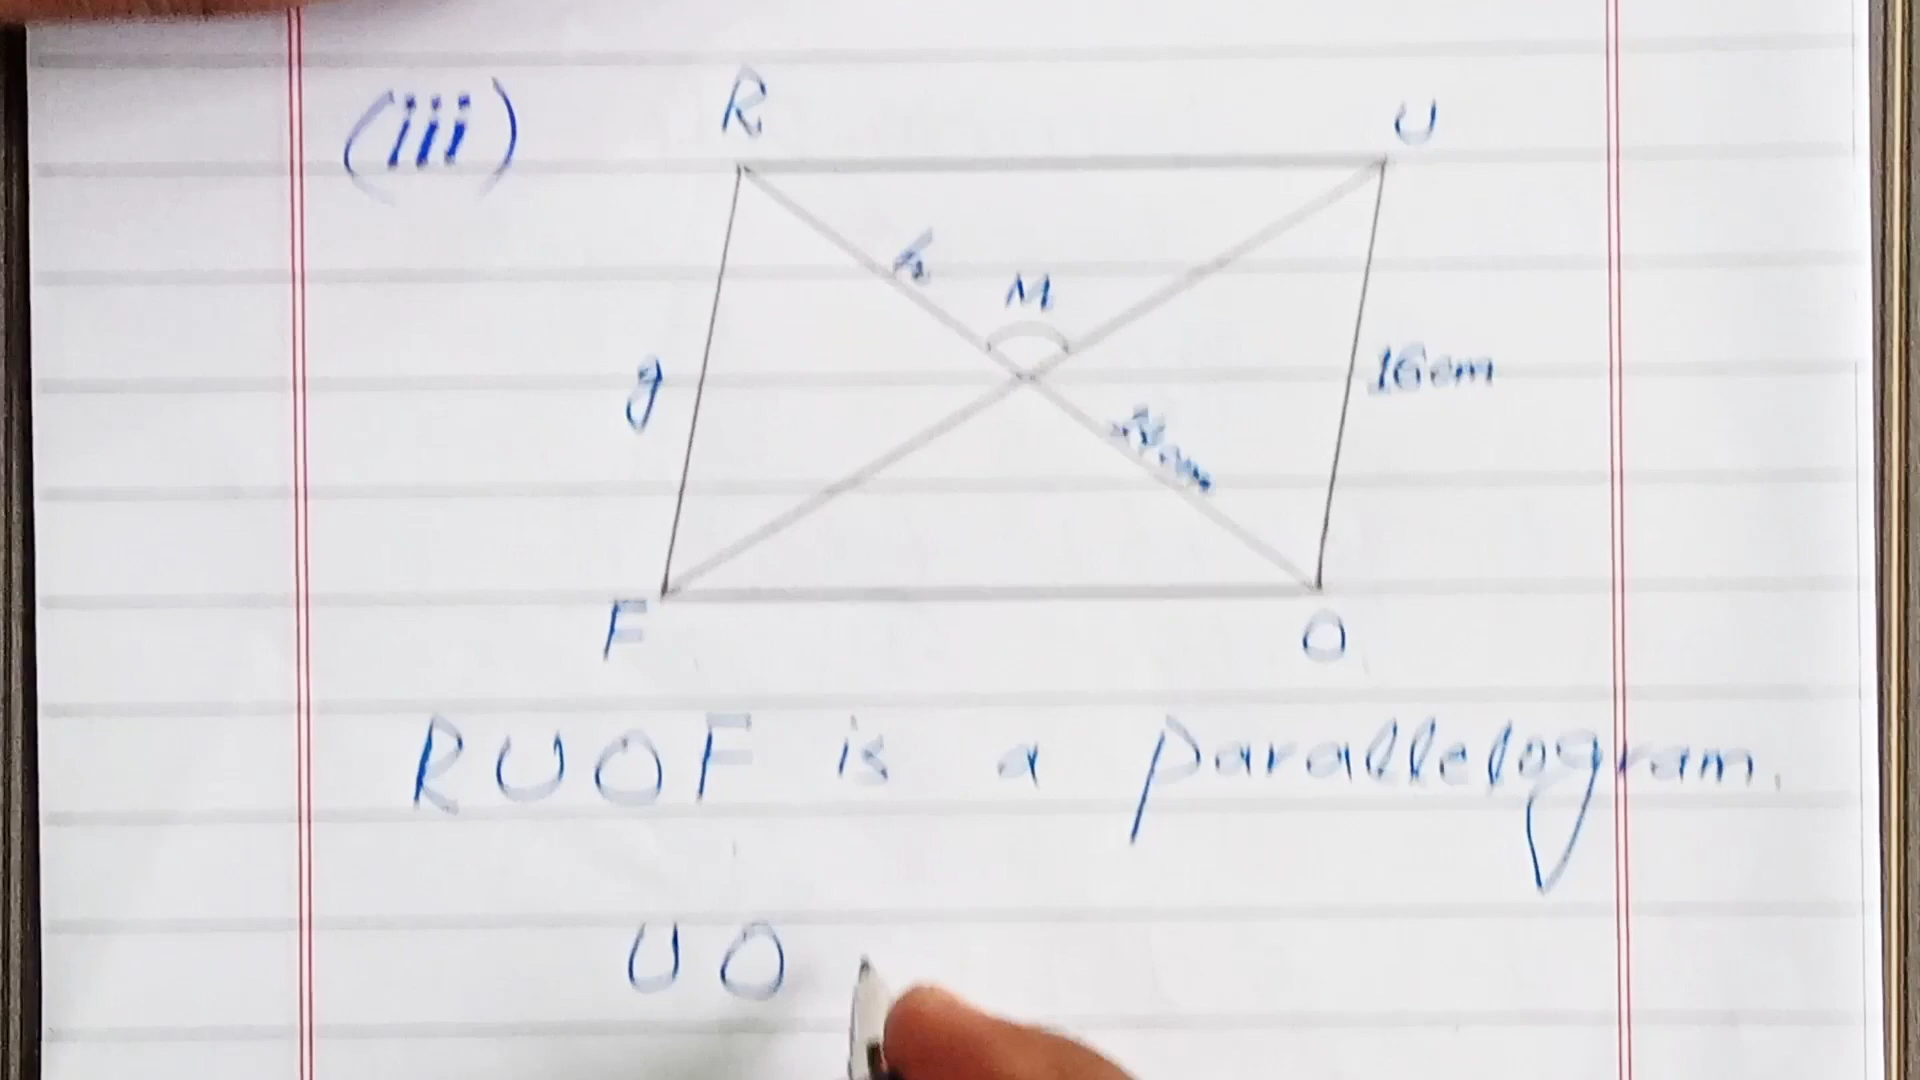 (iii)
R
U
h
M
g
16cm
F
O
RUOF is a parallelogram.
UO